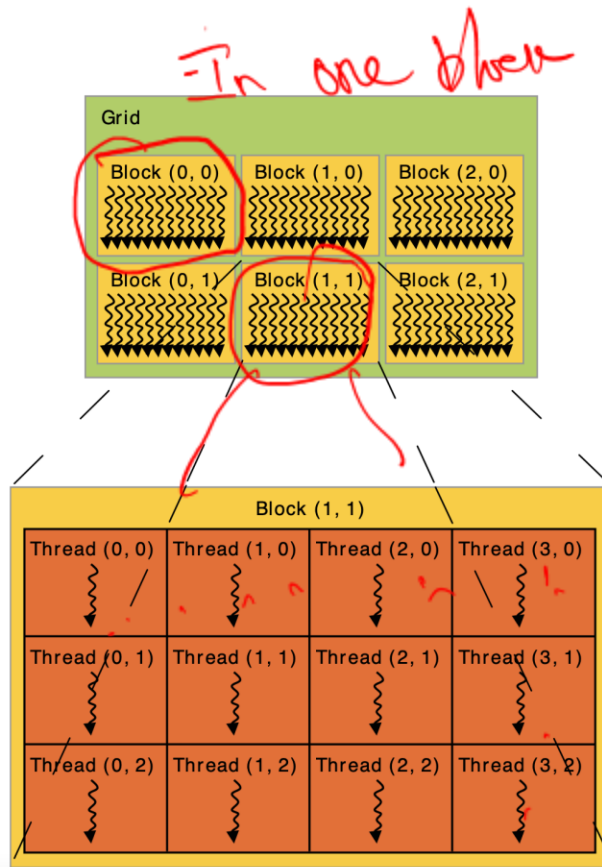 -In one block
Grid
Block (0, 0) Block (1, 0) Block (2, 0)
Block (0, 1) Block (1, 1) Block (2, 1)
Block (1, 1)
Thread (0, 0) Thread (1, 0) Thread (2, 0) Thread (3, 0)
Thread (0, 1) Thread (1, 1) Thread (2, 1) Thread (3, 1)
Thread (0, 2) Thread (1, 2) Thread (2, 2) Thread (3, 2)